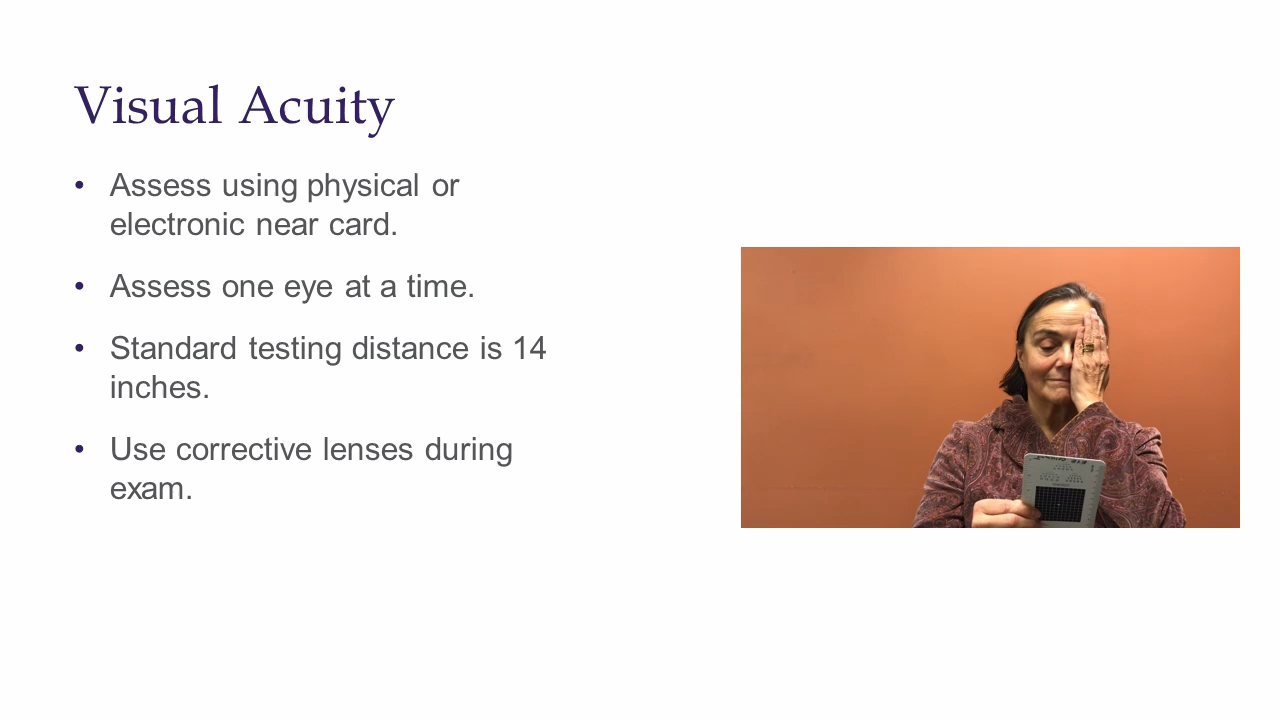 Visual Acuity
• Assess using physical or
electronic near card.
• Assess one eye at a time.
• Standard testing distance is 14
inches.
• Use corrective lenses during
exam.